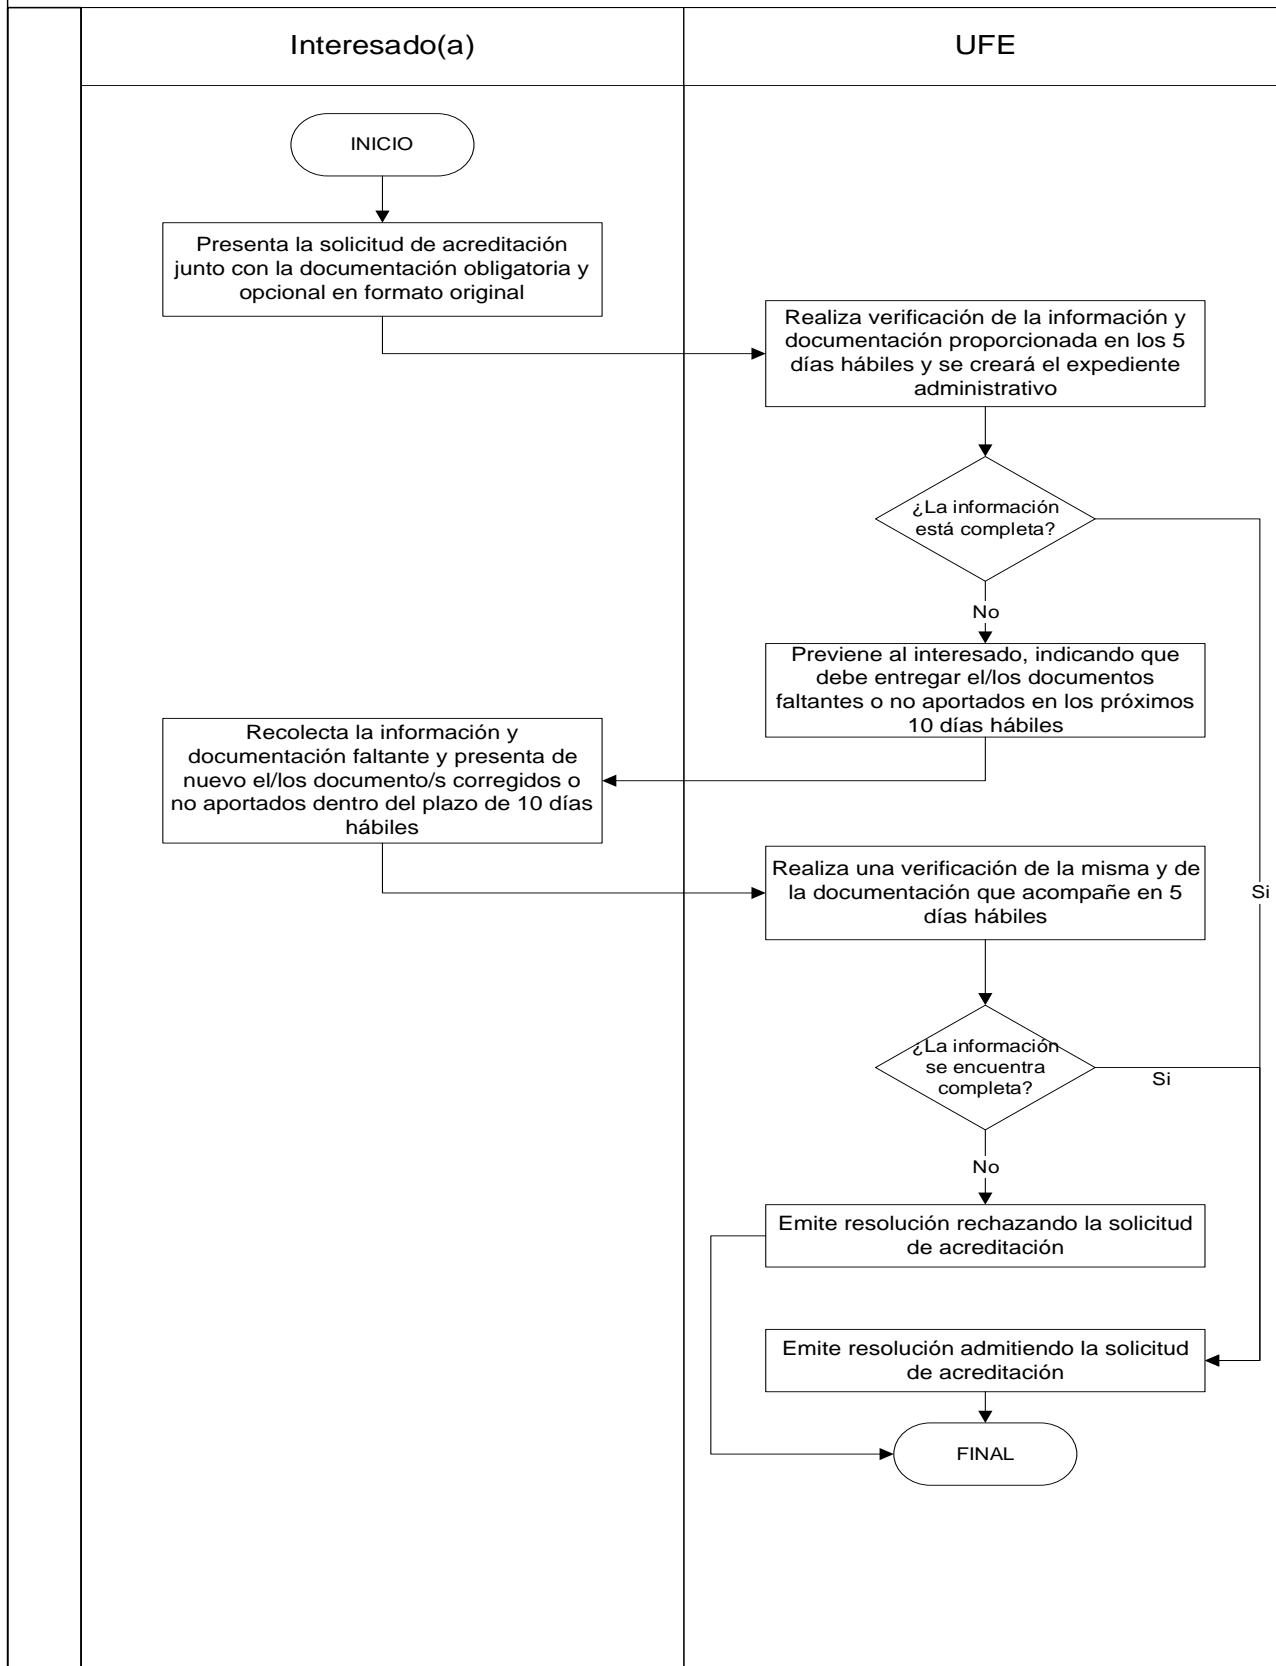 Interesado(a)
UFE
INICIO
Presenta la solicitud de acreditación
junto con la documentación obligatoria y
opcional en formato original
Realiza verificación de la información y
documentación proporcionada en los 5
días hábiles y se creará el expediente
administrativo
¿La información
está completa?
No
Previene al interesado, indicando que
debe entregar el/los documentos
faltantes o no aportados en los próximos
10 días hábiles
Recolecta la información y
documentación faltante y presenta de
nuevo el/los documento/s corregidos o
no aportados dentro del plazo de 10 días
hábiles
Realiza una verificación de la misma y de
la documentación que acompañe en 5
días hábiles
Si
¿La información
se encuentra
completa?
Si
No
Emite resolución rechazando la solicitud
de acreditación
Emite resolución admitiendo la solicitud
de acreditación
FINAL